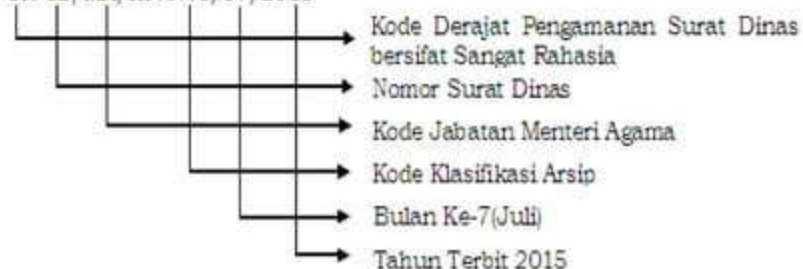 Kode Derajat Pengamanan Surat Dinas
bersifat Sangat Rahasia
Nomor Surat Dinas
Kode Jabatan Menteri Agama
Kode Klasifikasi Arsip
Bulan Ke-7(Juli)
Tahun Terbit 2015